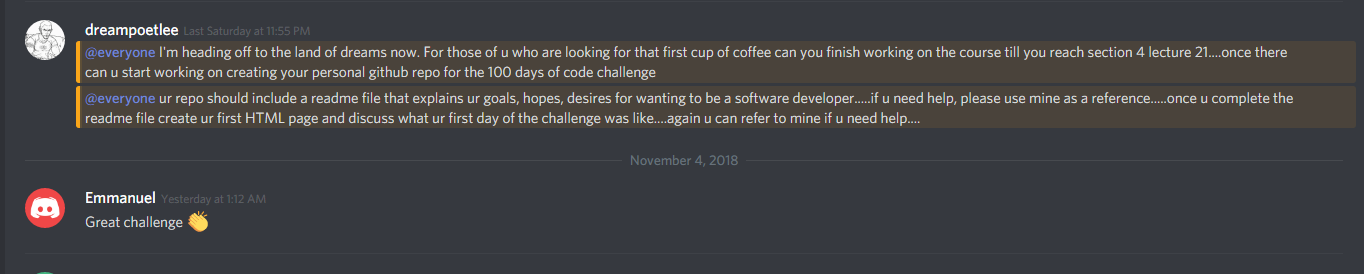 dreampoetlee Last Saturday at 11:55 PM
@everyone I'm heading off to the land of dreams now. For those of u who are looking for that first cup of coffee can you finish working on the course till you reach section 4 lecture 21....once there
can u start working on creating your personal github repo for the 100 days of code challenge
@everyone ur repo should include a readme file that explains ur goals, hopes, desires for wanting to be a software developer.....if u need help, please use mine as a reference.....once u complete the
readme file create ur first HTML page and discuss what ur first day of the challenge was like....again u can refer to mine if u need help....
November 4, 2018
Emmanuel Yesterday at 1:12 AM
Great challenge 👏